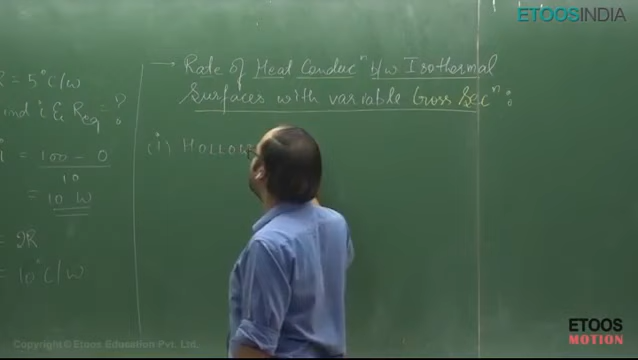 ETOOSINDIA
→ Rate of Heat Conducⁿ b/w Isothermal
Surfaces with variable Cross Secⁿ :
(i) HOLLOW
R = 5°C/W
ind i & Req = ?
= 100 - 0
10
= 10 W
= 2R
= 10°C/W
Copyright © Etoos Education Pvt. Ltd.
ETOOS
MOTION